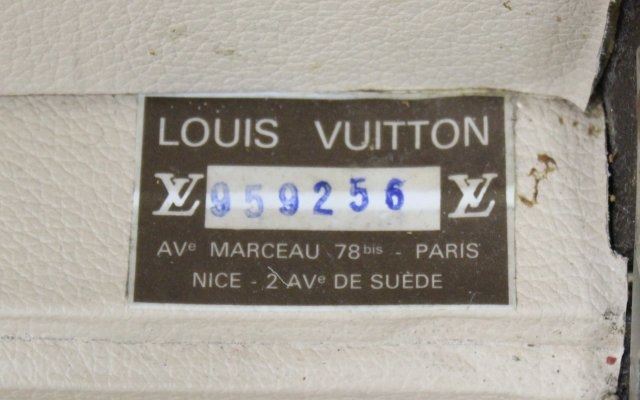 LOUIS VUITTON
LV 959256 LV
AVe MARCEAU 78bis - PARIS
NICE - 2 AVe DE SUÈDE